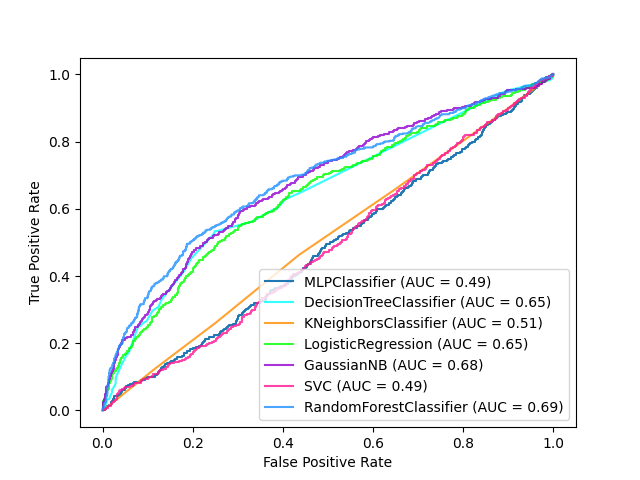 1.0
0.8
0.6
0.4
0.2
0.0
True Positive Rate
MLPClassifier (AUC = 0.49)
DecisionTreeClassifier (AUC = 0.65)
KNeighborsClassifier (AUC = 0.51)
LogisticRegression (AUC = 0.65)
GaussianNB (AUC = 0.68)
SVC (AUC = 0.49)
RandomForestClassifier (AUC = 0.69)
0.0 0.2 0.4 0.6 0.8 1.0
False Positive Rate